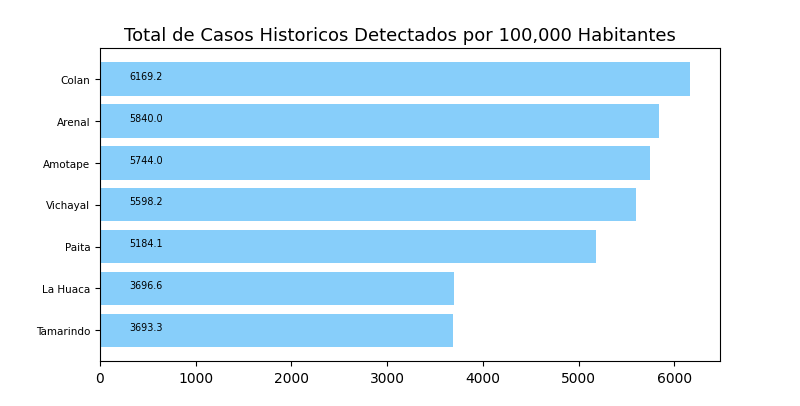 Total de Casos Historicos Detectados por 100,000 Habitantes
Colan 6169.2
Arenal 5840.0
Amotape 5744.0
Vichayal 5598.2
Paita 5184.1
La Huaca 3696.6
Tamarindo 3693.3
0 1000 2000 3000 4000 5000 6000